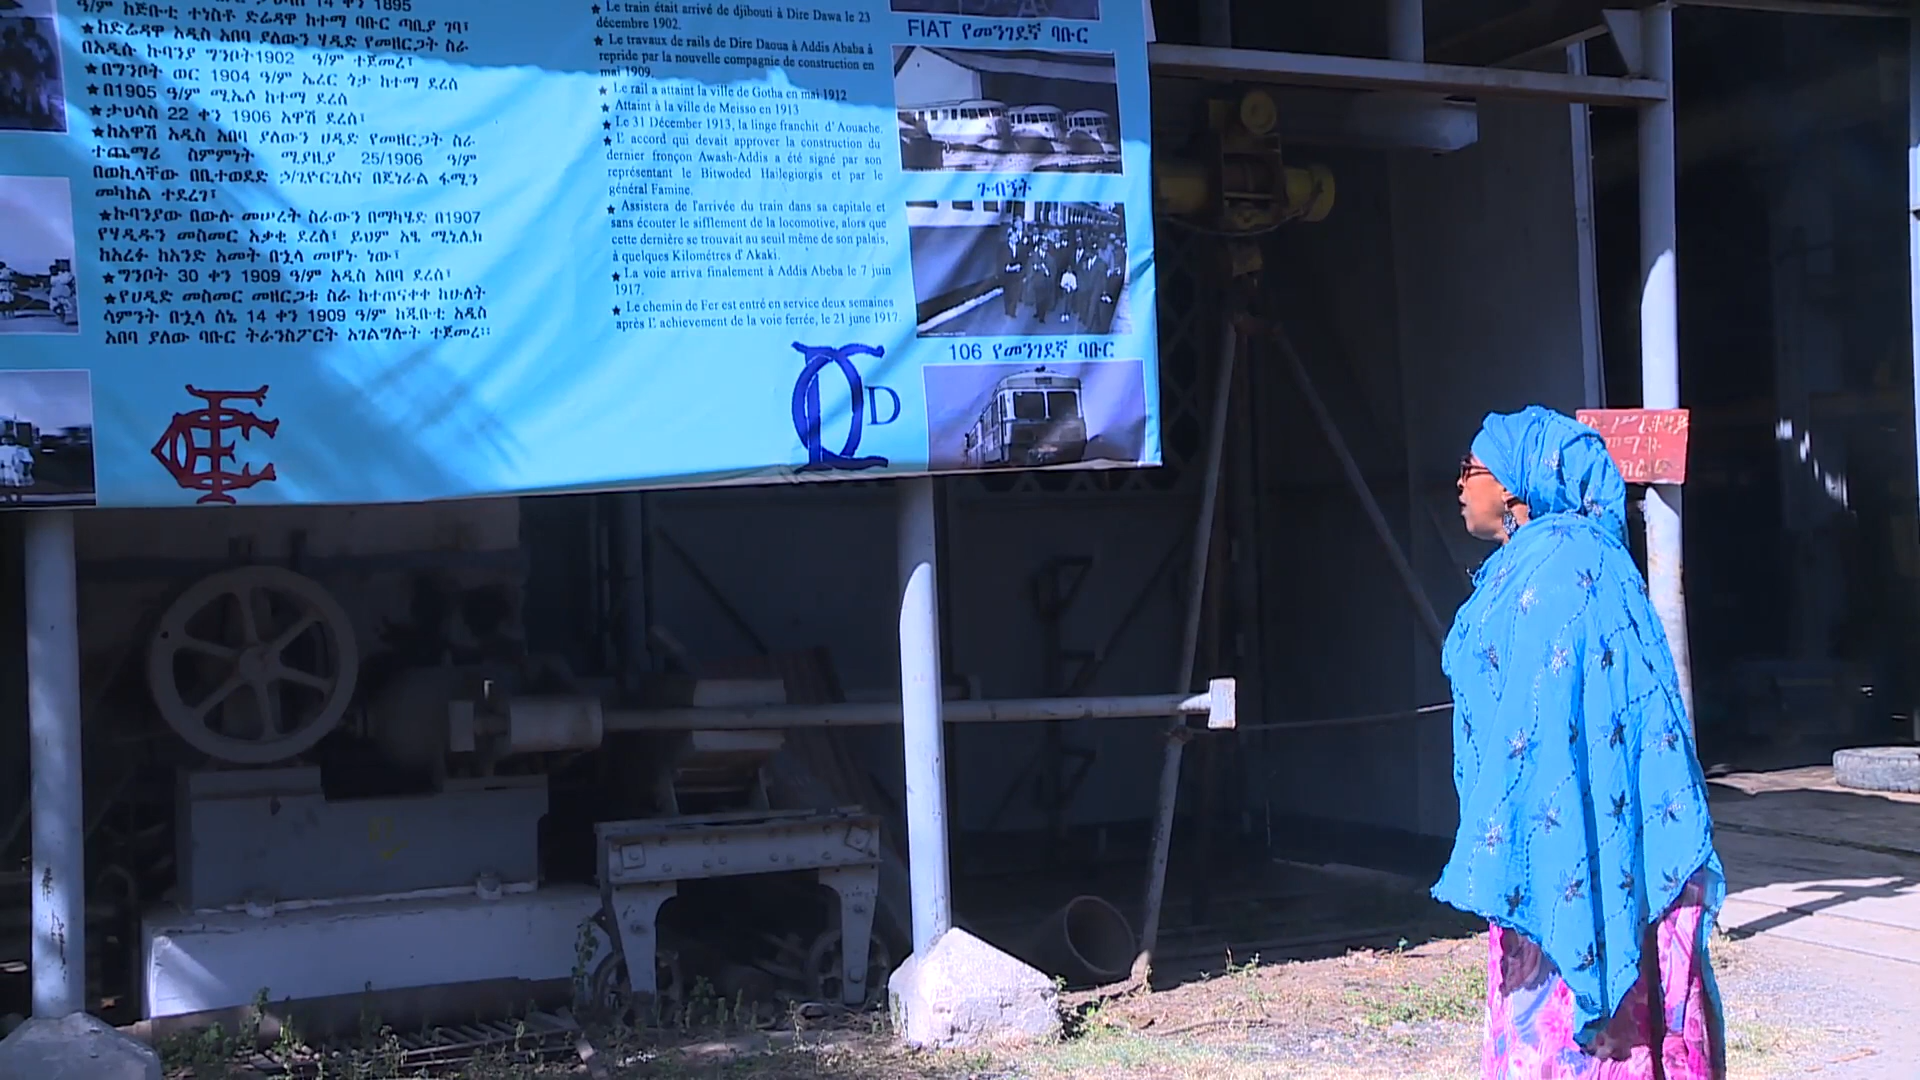 ዓ/ም ከጅቡቲ ተነስቶ ድሬዳዋ ከተማ ባቡር ጣቢያ ገባ፣
★ከድሬዳዋ አዲስ አበባ ያለውን ሃዲድ የመዘርጋት ስራ
በአዲሱ ኩባንያ ግንቦት1902 ዓ/ም ተጀመረ፣
★በግንቦት ወር 1904 ዓ/ም ኤረር ጎታ ከተማ ደረሰ
★በ1905 ዓ/ም ሚኤሶ ከተማ ደረሰ
★ታህሳስ 22 ቀን 1906 አዋሽ ደረሰ፣
★ከአዋሽ አዲስ አበባ ያለውን ሀዲድ የመዘርጋት ስራ
ተጨማሪ ስምምነት ሚያዚያ 25/1906 ዓ/ም
በወኪላቸው በቢተወደድ ኃ/ጊዮርጊስና በጀነራል ፋሚን
መካከል ተደረገ፣
★ኩባንያው በውሉ መሠረት ስራውን በማካሄድ በ1907
የሃዲዱን መስመር አቃቂ ደረሰ፣ ይህም አፄ ሚኒሊክ
ከአረፉ ከአንድ አመት በኋላ መሆኑ ነው፣
★ግንቦት 30 ቀን 1909 ዓ/ም አዲስ አበባ ደረሰ፣
★የሀዲድ መስመር መዘርጋቱ ስራ ከተጠናቀቀ ከሁለት
ሳምንት በኋላ ሰኔ 14 ቀን 1909 ዓ/ም ከጂቡቲ አዲስ
አበባ ያለው ባቡር ትራንስፖርት አገልግሎት ተጀመረ፡፡
★ Le train était arrivé de djibouti à Dire Dawa le 23
décembre 1902.
★ Le travaux de rails de Dire Daoua à Addis Ababa à
repride par la nouvelle compagnie de construction en
mai 1909.
★ Le rail a attaint la ville de Gotha en mai 1912
★ Attaint à la ville de Meisso en 1913
★ Le 31 Décember 1913, la linge franchit d' Aouache.
★ L' accord qui devait approver la construction du
dernier fronçon Awash-Addis a été signé par son
représentant le Bitwoded Hailegiorgis et par le
général Famine.
★ Assistera de l'arrivée du train dans sa capitale et
sans écouter le sifflement de la locomotive, alors que
cette dernière se trouvait au seuil même de son palais,
à quelques Kilométres d' Akaki.
★ La voie arriva finalement à Addis Abeba le 7 juin
1917.
★ Le chemin de Fer est entré en service deux semaines
après l' achievement de la voie ferrée, le 21 june 1917.
FIAT የመንገደኛ ባቡር
ጉብኝት
106 የመንገደኛ ባቡር
D